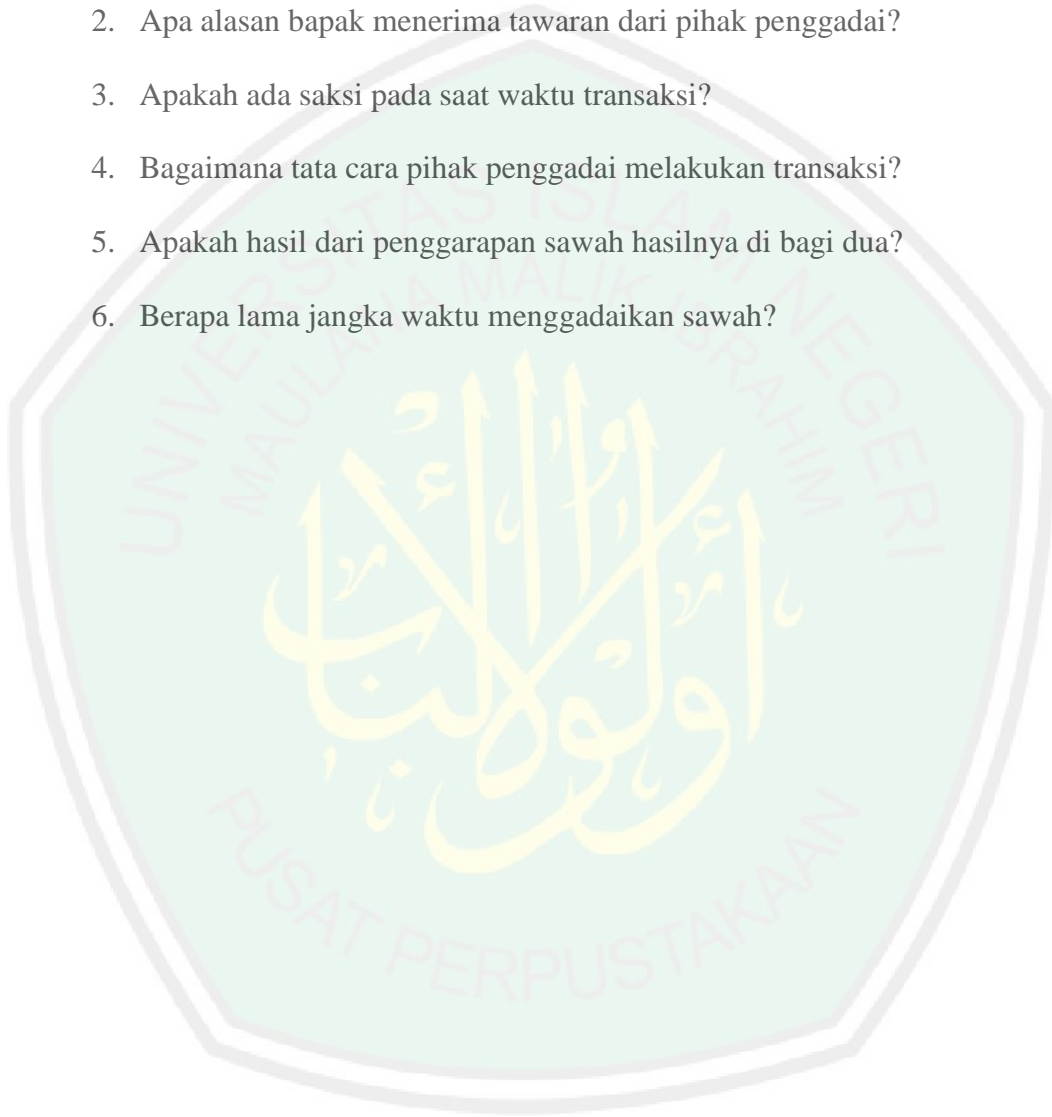 2. Apa alasan bapak menerima tawaran dari pihak penggadai?
3. Apakah ada saksi pada saat waktu transaksi?
4. Bagaimana tata cara pihak penggadai melakukan transaksi?
5. Apakah hasil dari penggarapan sawah hasilnya di bagi dua?
6. Berapa lama jangka waktu menggadaikan sawah?
UNIVERSITAS ISLAM NEGERI
MAULANA MALIK IBRAHIM
أولوا الألباب
PUSAT PERPUSTAKAAN